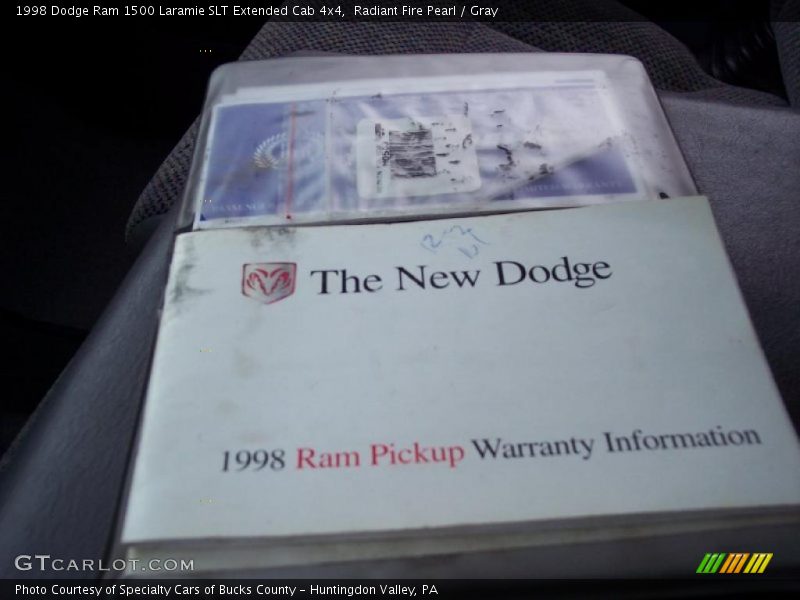 1998 Dodge Ram 1500 Laramie SLT Extended Cab 4x4,  Radiant Fire Pearl / Gray
The New Dodge
1998 Ram Pickup Warranty Information
GTCARLOT.COM
Photo Courtesy of Specialty Cars of Bucks County - Huntingdon Valley, PA